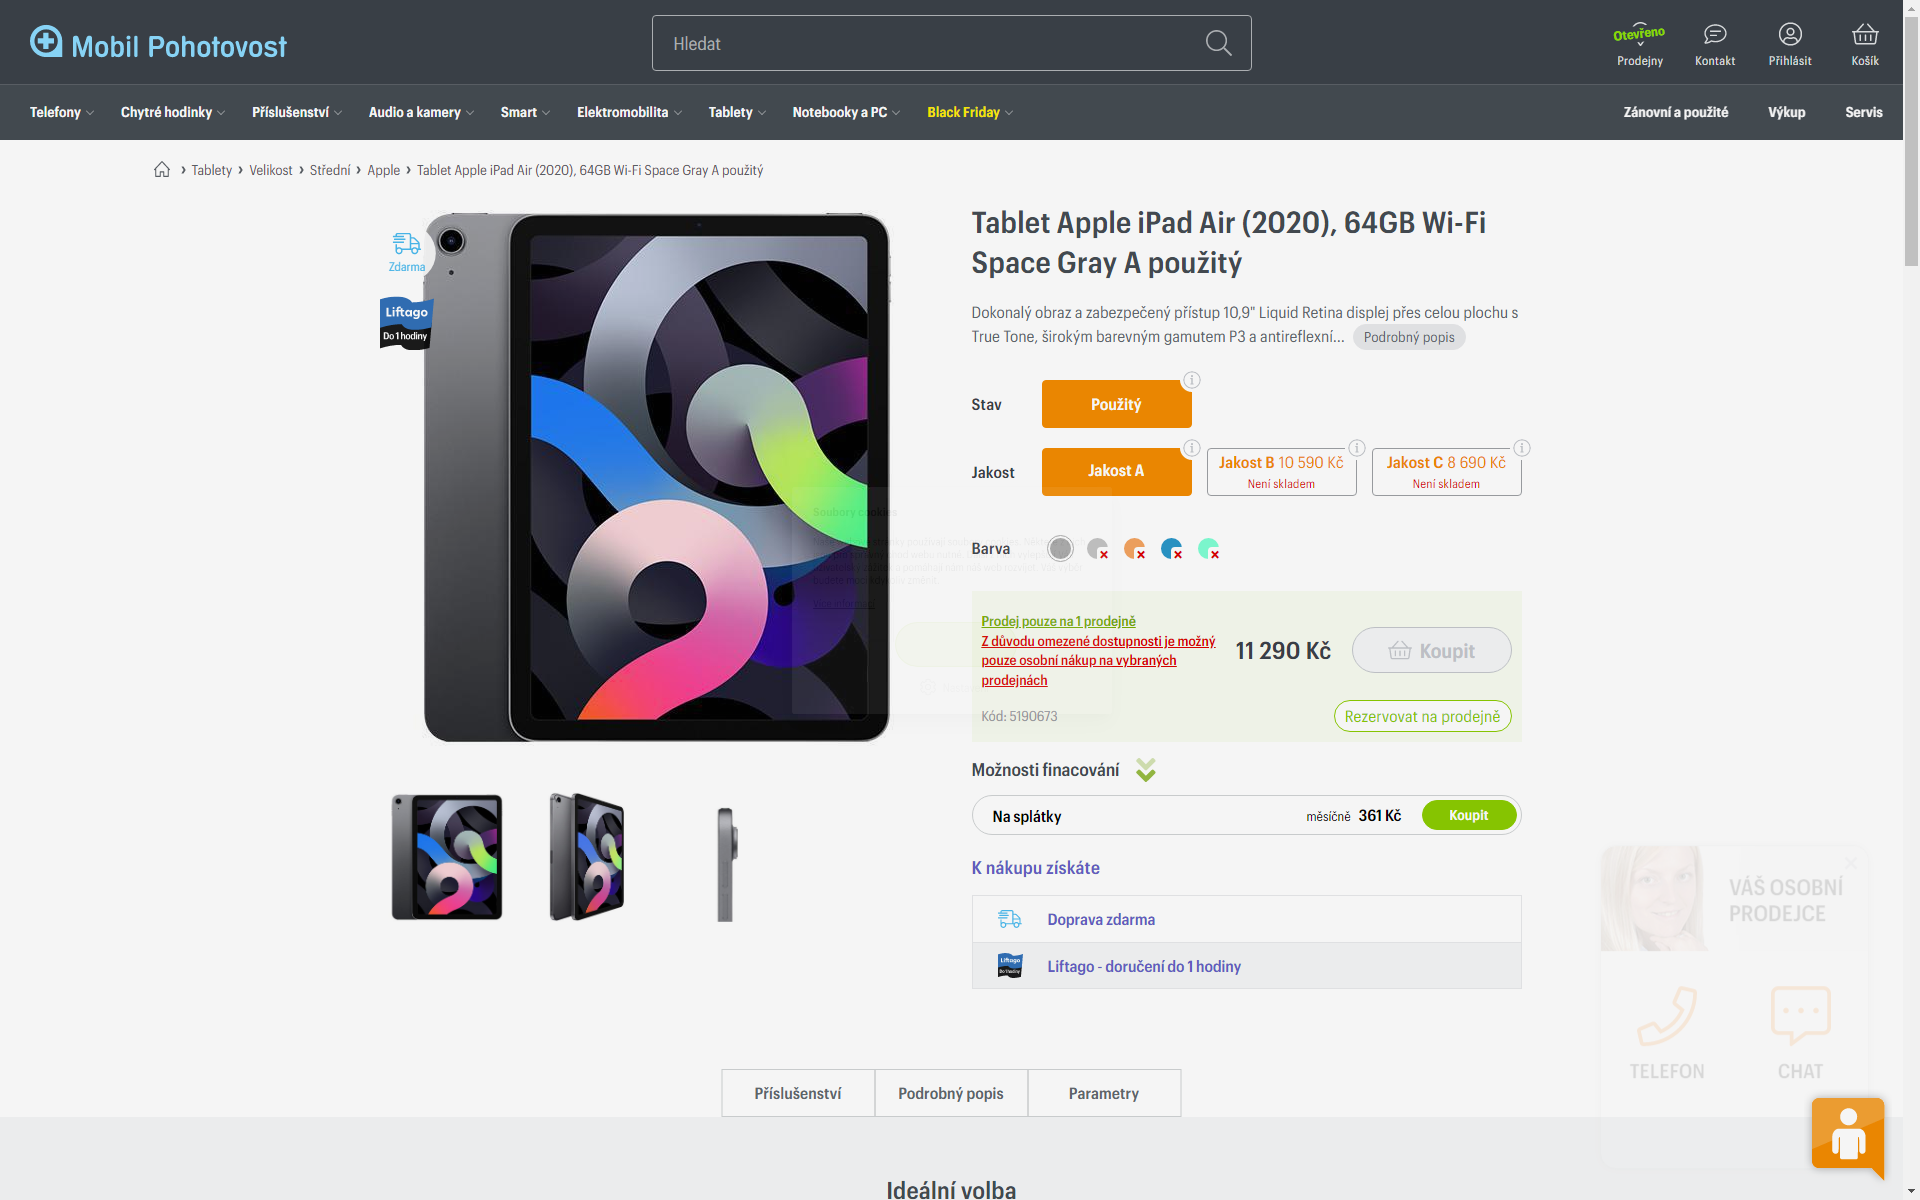 Mobil Pohotovost
Hledat
Otevřeno
Prodejny
Kontakt
Přihlásit
Košík
Telefony
Chytré hodinky
Příslušenství
Audio a kamery
Smart
Elektromobilita
Tablety
Notebooky a PC
Black Friday
Zánovní a použité
Výkup
Servis
Tablety › Velikost › Střední › Apple › Tablet Apple iPad Air (2020), 64GB Wi-Fi Space Gray A použitý
Zdarma
Liftago
Do 1 hodiny
Tablet Apple iPad Air (2020), 64GB Wi-Fi
Space Gray A použitý
Dokonalý obraz a zabezpečený přístup 10,9" Liquid Retina displej přes celou plochu s
True Tone, širokým barevným gamutem P3 a antireflexní... Podrobný popis
Stav
Použitý
Jakost
Jakost A
Jakost B 10 590 Kč
Není skladem
Jakost C 8 690 Kč
Není skladem
Soubory cookies
Barva
Prodej pouze na 1 prodejně
Z důvodu omezené dostupnosti je možný
pouze osobní nákup na vybraných
prodejnách
11 290 Kč
Koupit
Kód: 5190673
Rezervovat na prodejně
Možnosti finacování
Na splátky
měsíčně 361 Kč
Koupit
K nákupu získáte
Doprava zdarma
Liftago
Do 1 hodiny
Liftago - doručení do 1 hodiny
VÁŠ OSOBNÍ
PRODEJCE
TELEFON
CHAT
Příslušenství
Podrobný popis
Parametry
Ideální volba